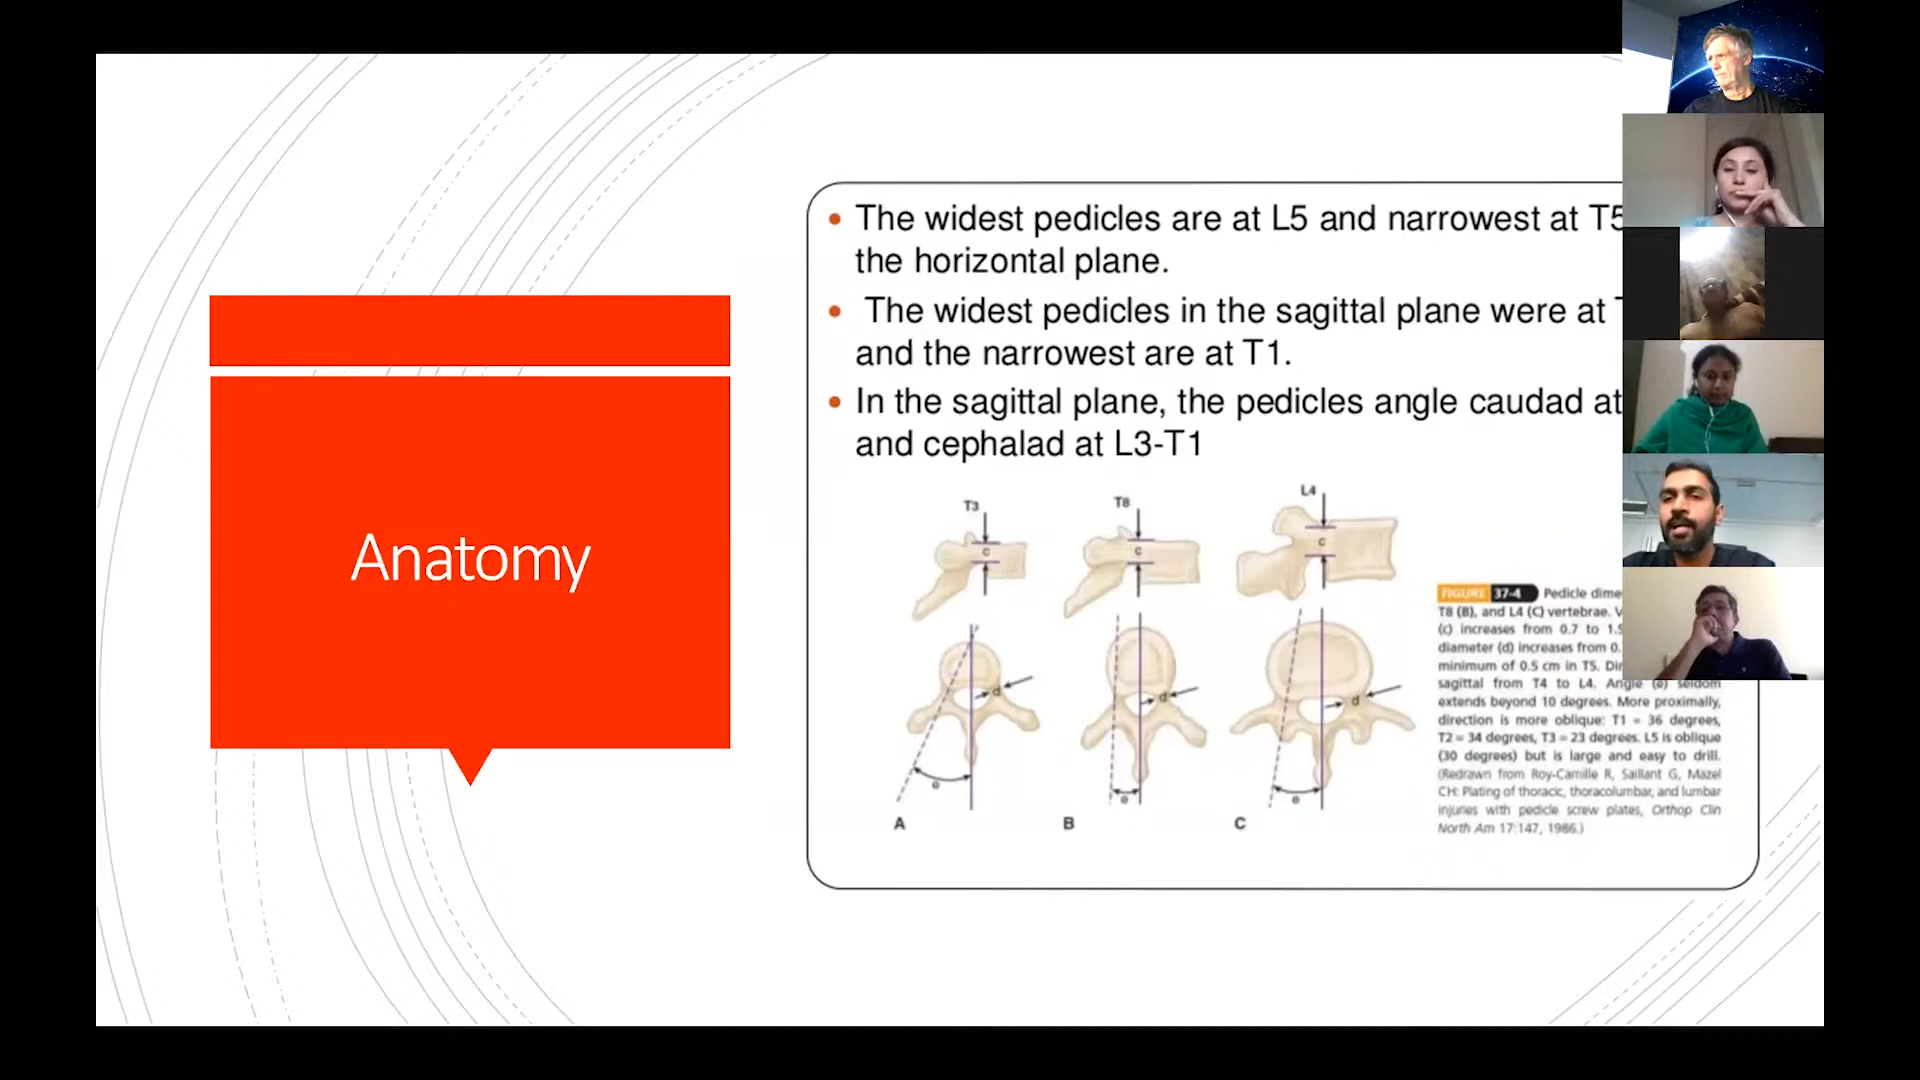 Anatomy
• The widest pedicles are at L5 and narrowest at T5
the horizontal plane.
• The widest pedicles in the sagittal plane were at
and the narrowest are at T1.
• In the sagittal plane, the pedicles angle caudad at
and cephalad at L3-T1
T3
T8
L4
c
c
c
d
d
d
e
e
e
A
B
C
FIGURE 37-4 Pedicle dime
T8 (B), and L4 (C) vertebrae. V
(c) increases from 0.7 to 1.5
diameter (d) increases from 0.
minimum of 0.5 cm in T5. Dir
sagittal from T4 to L4. Angle (e) seldom
extends beyond 10 degrees. More proximally,
direction is more oblique: T1 = 36 degrees,
T2 = 34 degrees, T3 = 23 degrees. L5 is oblique
(30 degrees) but is large and easy to drill.
(Redrawn from Roy-Camille R, Saillant G, Mazel
CH: Plating of thoracic, thoracolumbar, and lumbar
injuries with pedicle screw plates, Orthop Clin
North Am 17:147, 1986.)